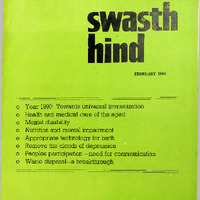 swasth
hind
FEBRUARY
o Year 1990: Towards universal immunization
o Health and medical care of the aged
o Mental disability
o Nutrition and mental impairment
o Appropriate technology for birth
o Remove the clouds of depression
o Peoples participation—need for communication
o Waste disposal—a breakthrough